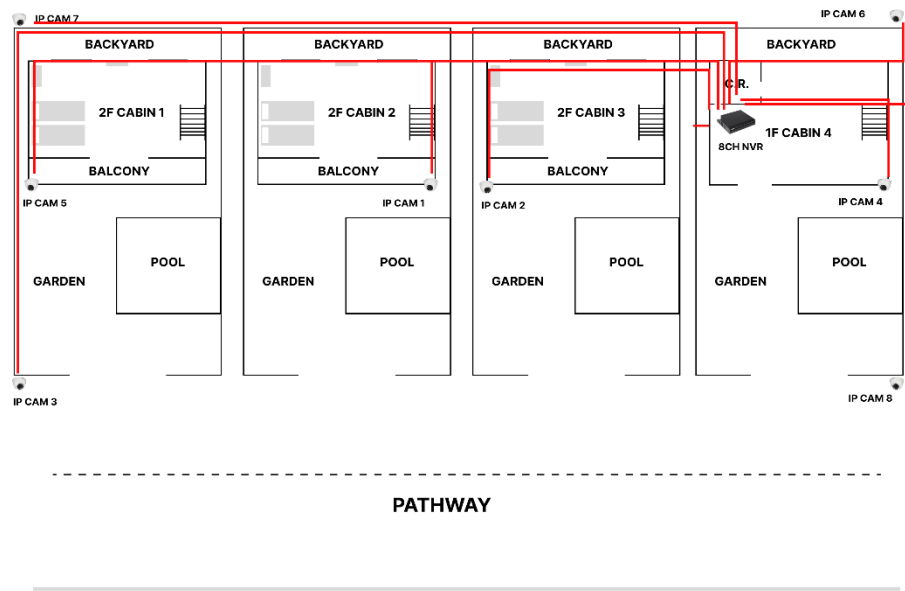 IP CAM 7
IP CAM 6
BACKYARD
BACKYARD
BACKYARD
BACKYARD
C.R.
2F CABIN 1
2F CABIN 2
2F CABIN 3
1F CABIN 4
8CH NVR
BALCONY
BALCONY
BALCONY
IP CAM 5
IP CAM 1
IP CAM 2
IP CAM 4
POOL
POOL
POOL
POOL
GARDEN
GARDEN
GARDEN
GARDEN
IP CAM 3
IP CAM 8
PATHWAY